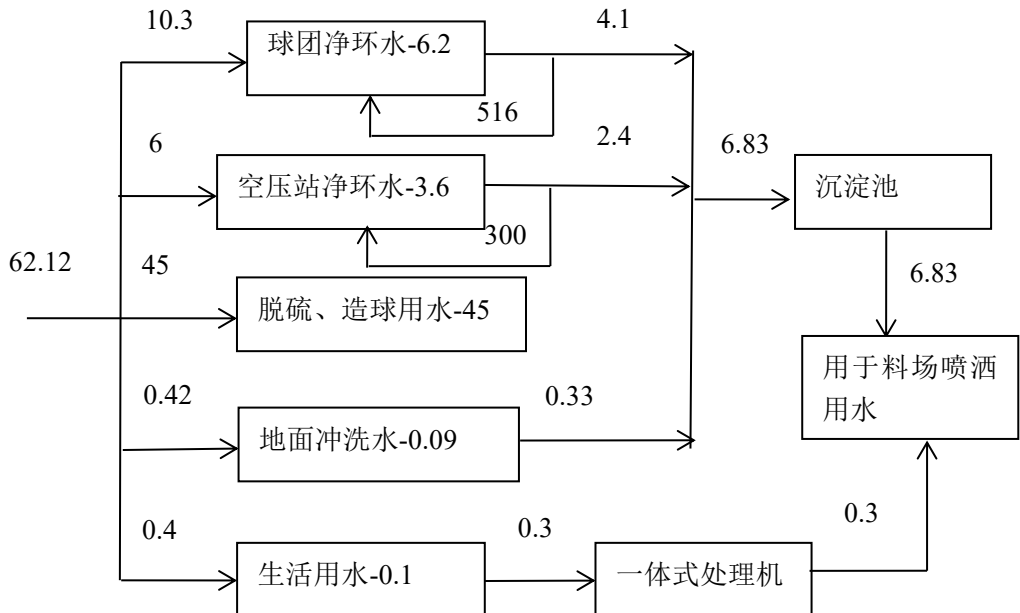 10.3
球团净环水-6.2
4.1
516
6
空压站净环水-3.6
2.4
6.83
沉淀池
300
62.12
45
脱硫、造球用水-45
6.83
用于料场喷洒
用水
0.42
地面冲洗水-0.09
0.33
0.4
生活用水-0.1
0.3
一体式处理机
0.3